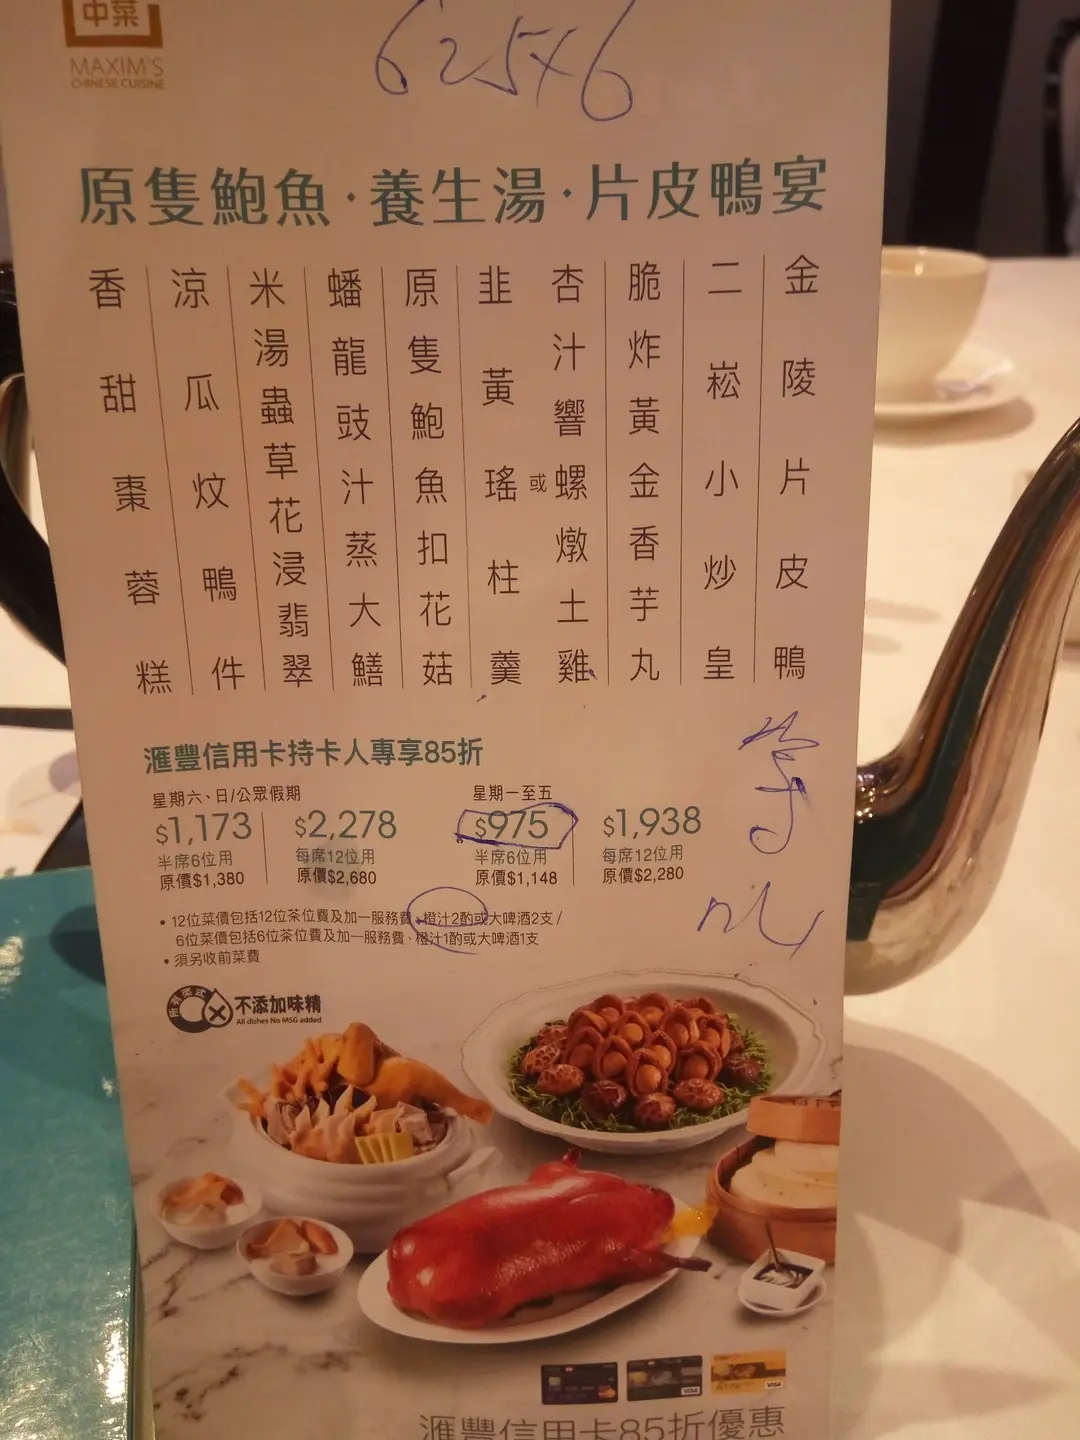 中菜
MAXIM'S
CHINESE CUISINE
625x6
原隻鮑魚·養生湯·片皮鴨宴
金陵片皮鴨
二崧小炒皇
脆炸黃金香芋丸
杏汁響螺燉土雞
或
韭黃瑤柱羹
原隻鮑魚扣花菇
蟠龍豉汁蒸大鱔
米湯蟲草花浸翡翠
涼瓜炆鴨件
香甜棗蓉糕
滙豐信用卡持卡人專享85折
星期六、日/公眾假期
$1,173
半席6位用
原價$1,380
$2,278
每席12位用
原價$2,680
星期一至五
$975
半席6位用
原價$1,148
$1,938
每席12位用
原價$2,280
• 12位菜價包括12位茶位費及加一服務費、橙汁2酌或大啤酒2支/
6位菜價包括6位茶位費及加一服務費、橙汁1酌或大啤酒1支
• 須另收前菜費
不添加味精
All dishes No MSG added
VISA
VISA
滙豐信用卡85折優惠